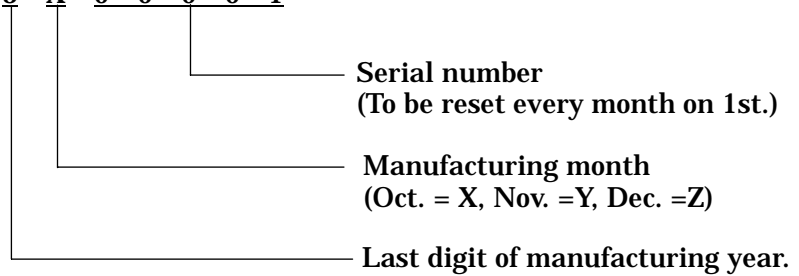 Serial number
(To be reset every month on 1st.)
Manufacturing month
(Oct. = X, Nov. =Y, Dec. =Z)
Last digit of manufacturing year.